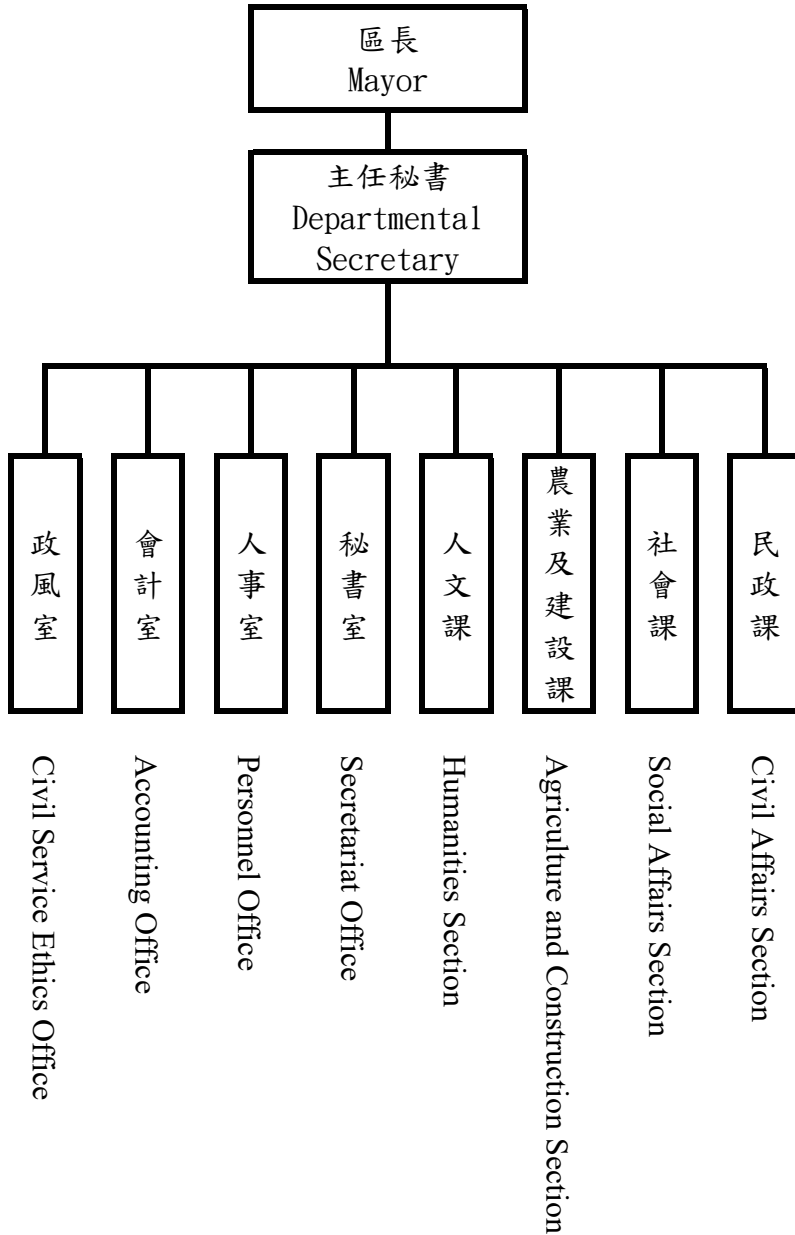 區長
Mayor
主任秘書
Departmental
Secretary
政風室
會計室
人事室
秘書室
人文課
農業及建設課
社會課
民政課
Civil Service Ethics Office
Accounting Office
Personnel Office
Secretariat Office
Humanities Section
Agriculture and Construction Section
Social Affairs Section
Civil Affairs Section